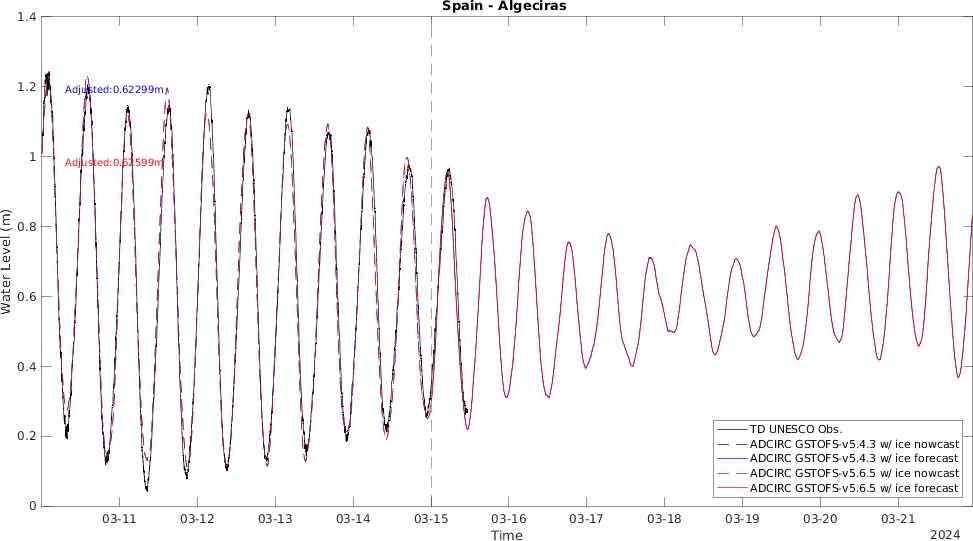 Spain - Algeciras
1.4
1.2
1
0.8
0.6
0.4
0.2
0
Water Level (m)
Adjusted:0.62299m
Adjusted:0.62599m
TD UNESCO Obs.
ADCIRC GSTOFS-v5.4.3 w/ ice nowcast
ADCIRC GSTOFS-v5.4.3 w/ ice forecast
ADCIRC GSTOFS-v5.6.5 w/ ice nowcast
ADCIRC GSTOFS-v5.6.5 w/ ice forecast
03-11 03-12 03-13 03-14 03-15 03-16 03-17 03-18 03-19 03-20 03-21
Time
2024